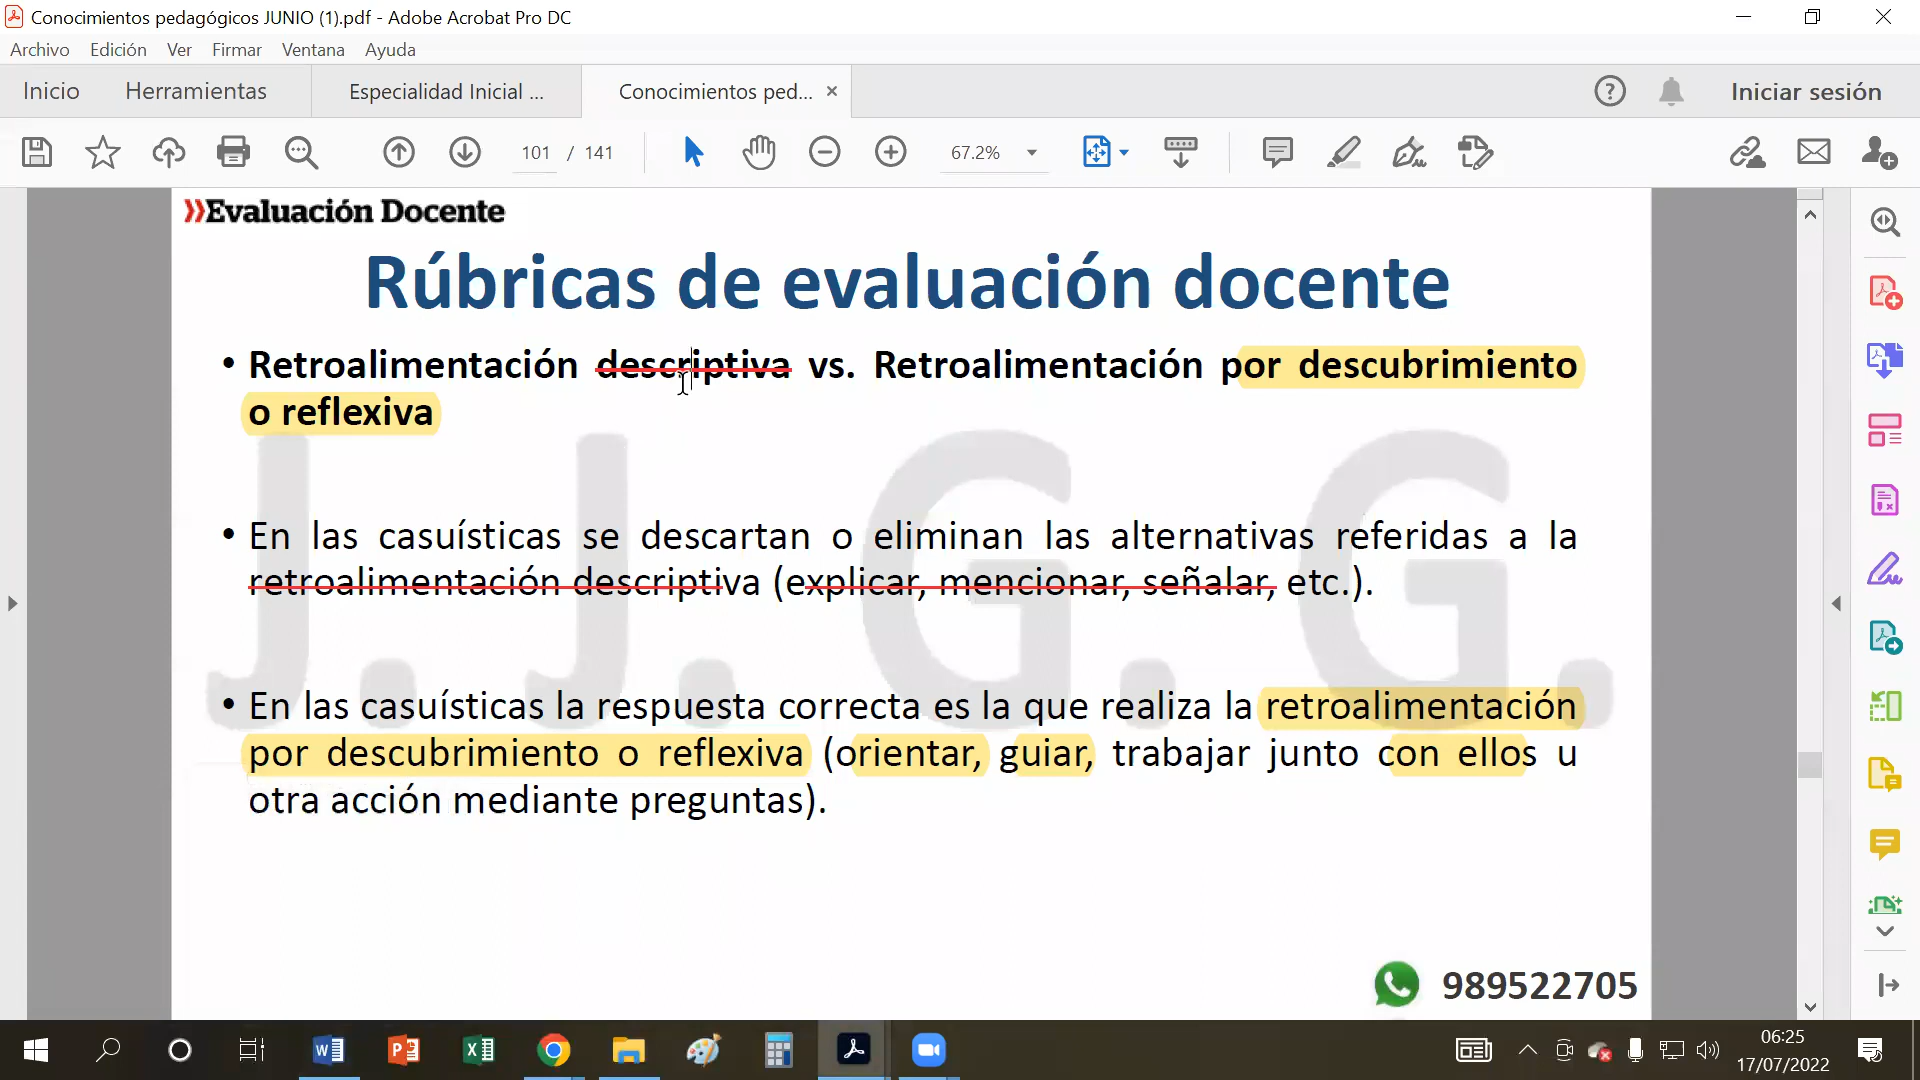 Conocimientos pedagógicos JUNIO (1).pdf - Adobe Acrobat Pro DC
Archivo Edición Ver Firmar Ventana Ayuda
Inicio Herramientas Especialidad Inicial ... Conocimientos ped... × Iniciar sesión
101 / 141 67.2%
»Evaluación Docente
Rúbricas de evaluación docente
• Retroalimentación descriptiva vs. Retroalimentación por descubrimiento
o reflexiva
• En las casuísticas se descartan o eliminan las alternativas referidas a la
retroalimentación descriptiva (explicar, mencionar, señalar, etc.).
• En las casuísticas la respuesta correcta es la que realiza la retroalimentación
por descubrimiento o reflexiva (orientar, guiar, trabajar junto con ellos u
otra acción mediante preguntas).
J. J. G. G.
989522705
06:25
17/07/2022